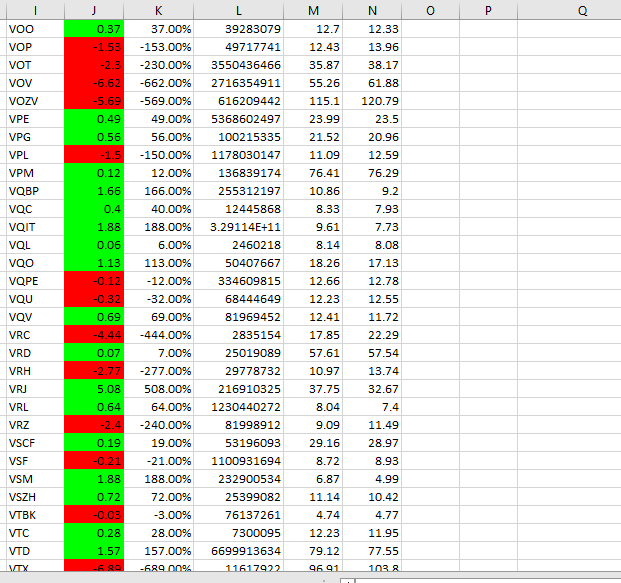 I J K L M N O P Q
VOO 0.37 37.00% 39283079 12.7 12.33
VOP -1.53 -153.00% 49717741 12.43 13.96
VOT -2.3 -230.00% 3550436466 35.87 38.17
VOV -6.62 -662.00% 2716354911 55.26 61.88
VOZV -5.69 -569.00% 616209442 115.1 120.79
VPE 0.49 49.00% 5368602497 23.99 23.5
VPG 0.56 56.00% 100215335 21.52 20.96
VPL -1.5 -150.00% 1178030147 11.09 12.59
VPM 0.12 12.00% 136839174 76.41 76.29
VQBP 1.66 166.00% 255312197 10.86 9.2
VQC 0.4 40.00% 12445868 8.33 7.93
VQIT 1.88 188.00% 3.29114E+11 9.61 7.73
VQL 0.06 6.00% 2460218 8.14 8.08
VQO 1.13 113.00% 50407667 18.26 17.13
VQPE -0.12 -12.00% 334609815 12.66 12.78
VQU -0.32 -32.00% 68444649 12.23 12.55
VQV 0.69 69.00% 81969452 12.41 11.72
VRC -4.44 -444.00% 2835154 17.85 22.29
VRD 0.07 7.00% 25019089 57.61 57.54
VRH -2.77 -277.00% 29778732 10.97 13.74
VRJ 5.08 508.00% 216910325 37.75 32.67
VRL 0.64 64.00% 1230440272 8.04 7.4
VRZ -2.4 -240.00% 81998912 9.09 11.49
VSCF 0.19 19.00% 53196093 29.16 28.97
VSF -0.21 -21.00% 1100931694 8.72 8.93
VSM 1.88 188.00% 232900534 6.87 4.99
VSZH 0.72 72.00% 25399082 11.14 10.42
VTBK -0.03 -3.00% 76137261 4.74 4.77
VTC 0.28 28.00% 7300095 12.23 11.95
VTD 1.57 157.00% 6699913634 79.12 77.55
VTX -6.89 -689.00% 11617922 96.91 103.8